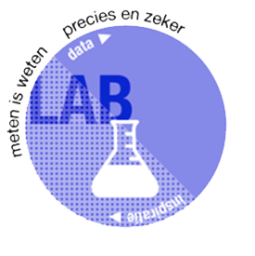 meten is weten
precies en zeker
data
LAB
inspiratie